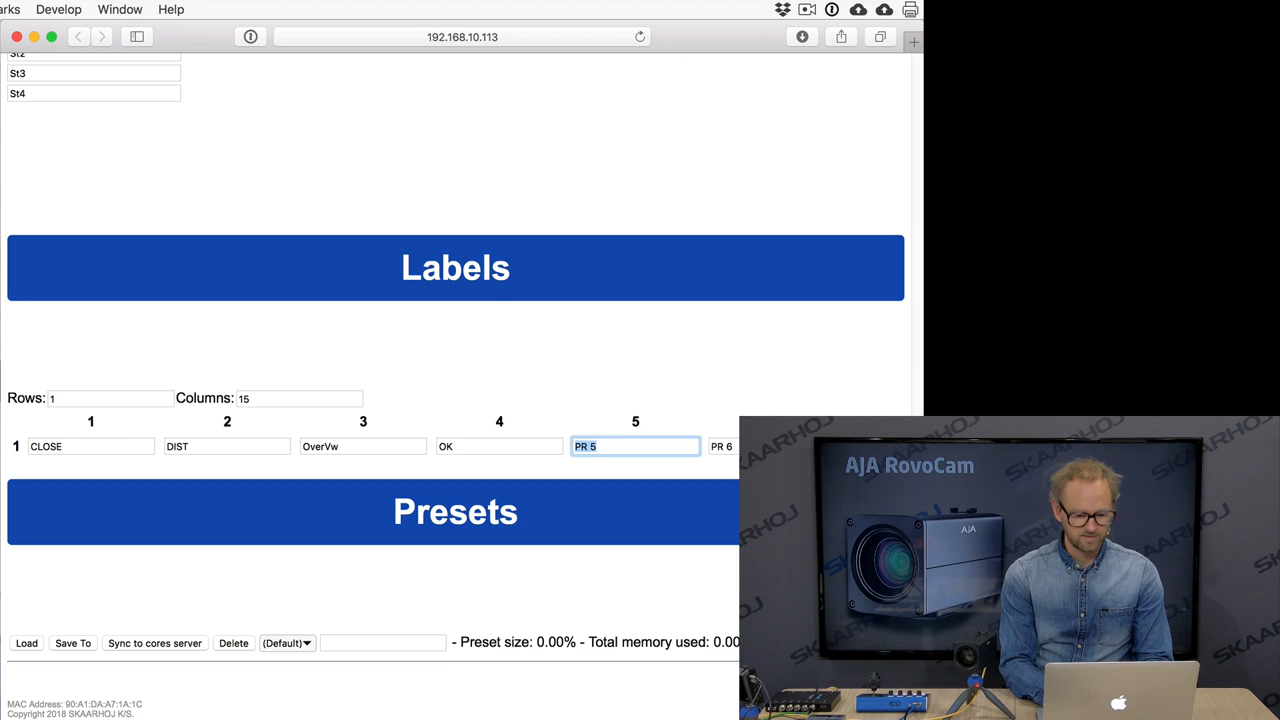 Develop Window Help
192.168.10.113
St3
St4
Labels
Rows: 1 Columns: 15
1 2 3 4 5
1 CLOSE DIST OverVw OK PR 5 PR 6
Presets
Load Save To Sync to cores server Delete (Default) - Preset size: 0.00% - Total memory used: 0.00
MAC Address: 90:A1:DA:A7:1A:1C
Copyright 2018 SKAARHOJ K/S.
AJA RovoCam
AJA
SKAARHOJ